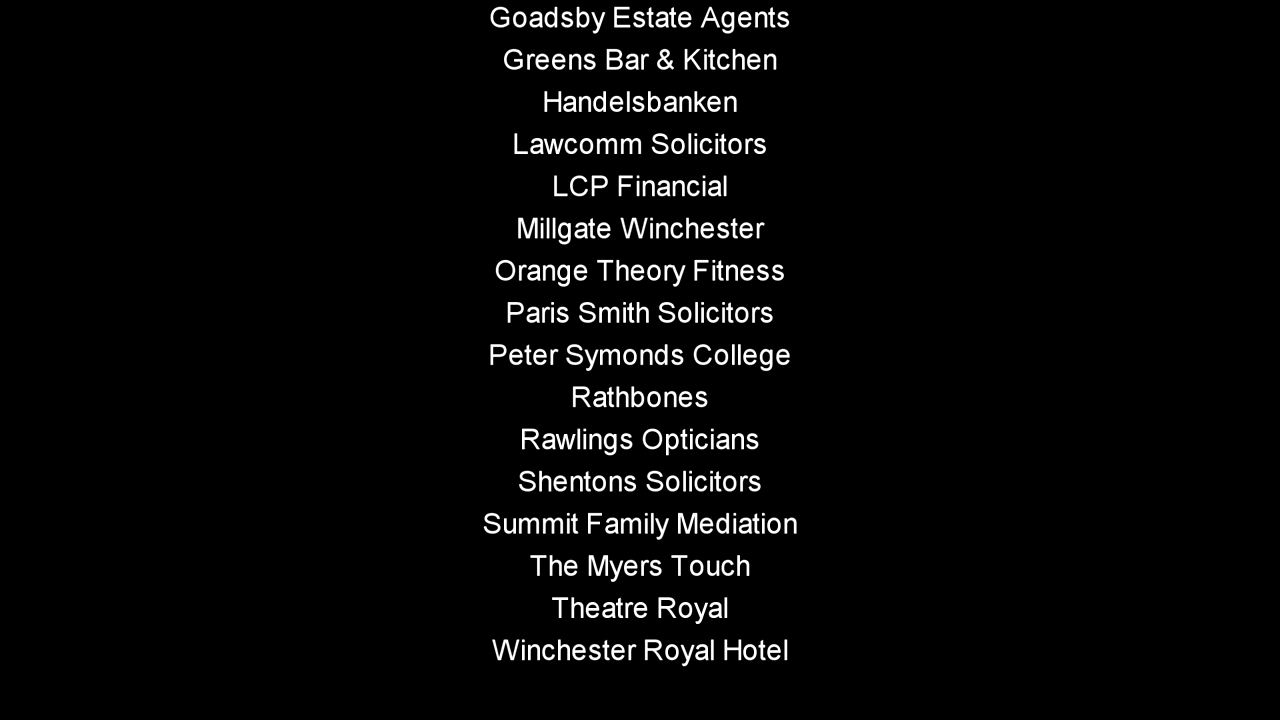 Goadsby Estate Agents
Greens Bar & Kitchen
Handelsbanken
Lawcomm Solicitors
LCP Financial
Millgate Winchester
Orange Theory Fitness
Paris Smith Solicitors
Peter Symonds College
Rathbones
Rawlings Opticians
Shentons Solicitors
Summit Family Mediation
The Myers Touch
Theatre Royal
Winchester Royal Hotel